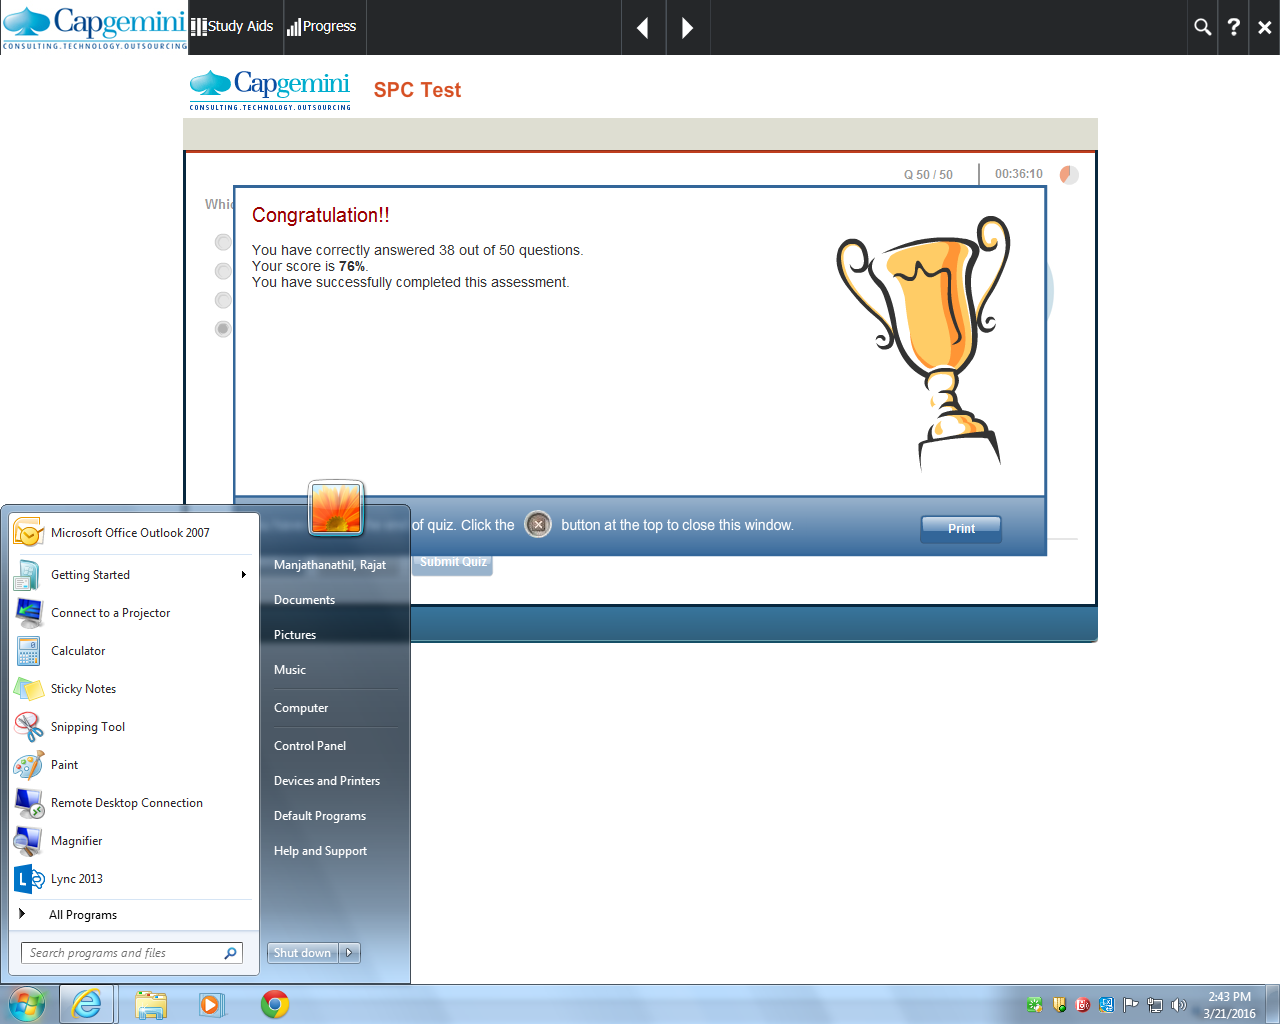 Capgemini
CONSULTING.TECHNOLOGY.OUTSOURCING
Study Aids
Progress
?
Capgemini
CONSULTING.TECHNOLOGY.OUTSOURCING
SPC Test
Q 50 / 50
00:36:10
Congratulation!!
You have correctly answered 38 out of 50 questions.
Your score is 76%.
You have successfully completed this assessment.
of quiz. Click the button at the top to close this window.
Print
Submit Quiz
Microsoft Office Outlook 2007
Getting Started
Connect to a Projector
Calculator
Sticky Notes
Snipping Tool
Paint
Remote Desktop Connection
Magnifier
Lync 2013
All Programs
Search programs and files
Manjathanathil, Rajat
Documents
Pictures
Music
Computer
Control Panel
Devices and Printers
Default Programs
Help and Support
Shut down
2:43 PM
3/21/2016